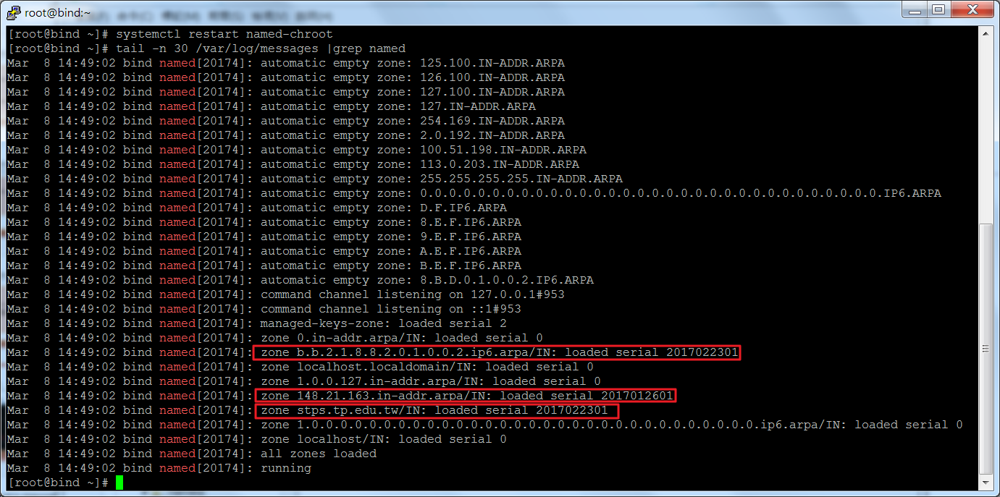 root@bind:~
[root@bind ~]# systemctl restart named-chroot
[root@bind ~]# tail -n 30 /var/log/messages |grep named
Mar  8 14:49:02 bind named[20174]: automatic empty zone: 125.100.IN-ADDR.ARPA
Mar  8 14:49:02 bind named[20174]: automatic empty zone: 126.100.IN-ADDR.ARPA
Mar  8 14:49:02 bind named[20174]: automatic empty zone: 127.100.IN-ADDR.ARPA
Mar  8 14:49:02 bind named[20174]: automatic empty zone: 127.IN-ADDR.ARPA
Mar  8 14:49:02 bind named[20174]: automatic empty zone: 254.169.IN-ADDR.ARPA
Mar  8 14:49:02 bind named[20174]: automatic empty zone: 2.0.192.IN-ADDR.ARPA
Mar  8 14:49:02 bind named[20174]: automatic empty zone: 100.51.198.IN-ADDR.ARPA
Mar  8 14:49:02 bind named[20174]: automatic empty zone: 113.0.203.IN-ADDR.ARPA
Mar  8 14:49:02 bind named[20174]: automatic empty zone: 255.255.255.255.IN-ADDR.ARPA
Mar  8 14:49:02 bind named[20174]: automatic empty zone: 0.0.0.0.0.0.0.0.0.0.0.0.0.0.0.0.0.0.0.0.0.0.0.0.0.0.0.0.0.0.0.0.IP6.ARPA
Mar  8 14:49:02 bind named[20174]: automatic empty zone: D.F.IP6.ARPA
Mar  8 14:49:02 bind named[20174]: automatic empty zone: 8.E.F.IP6.ARPA
Mar  8 14:49:02 bind named[20174]: automatic empty zone: 9.E.F.IP6.ARPA
Mar  8 14:49:02 bind named[20174]: automatic empty zone: A.E.F.IP6.ARPA
Mar  8 14:49:02 bind named[20174]: automatic empty zone: B.E.F.IP6.ARPA
Mar  8 14:49:02 bind named[20174]: automatic empty zone: 8.B.D.0.1.0.0.2.IP6.ARPA
Mar  8 14:49:02 bind named[20174]: command channel listening on 127.0.0.1#953
Mar  8 14:49:02 bind named[20174]: command channel listening on ::1#953
Mar  8 14:49:02 bind named[20174]: managed-keys-zone: loaded serial 2
Mar  8 14:49:02 bind named[20174]: zone 0.in-addr.arpa/IN: loaded serial 0
Mar  8 14:49:02 bind named[20174]: zone b.b.2.1.8.8.2.0.1.0.0.2.ip6.arpa/IN: loaded serial 2017022301
Mar  8 14:49:02 bind named[20174]: zone localhost.localdomain/IN: loaded serial 0
Mar  8 14:49:02 bind named[20174]: zone 1.0.0.127.in-addr.arpa/IN: loaded serial 0
Mar  8 14:49:02 bind named[20174]: zone 148.21.163.in-addr.arpa/IN: loaded serial 2017012601
Mar  8 14:49:02 bind named[20174]: zone stps.tp.edu.tw/IN: loaded serial 2017022301
Mar  8 14:49:02 bind named[20174]: zone 1.0.0.0.0.0.0.0.0.0.0.0.0.0.0.0.0.0.0.0.0.0.0.0.0.0.0.0.0.0.0.0.ip6.arpa/IN: loaded serial 0
Mar  8 14:49:02 bind named[20174]: zone localhost/IN: loaded serial 0
Mar  8 14:49:02 bind named[20174]: all zones loaded
Mar  8 14:49:02 bind named[20174]: running
[root@bind ~]#